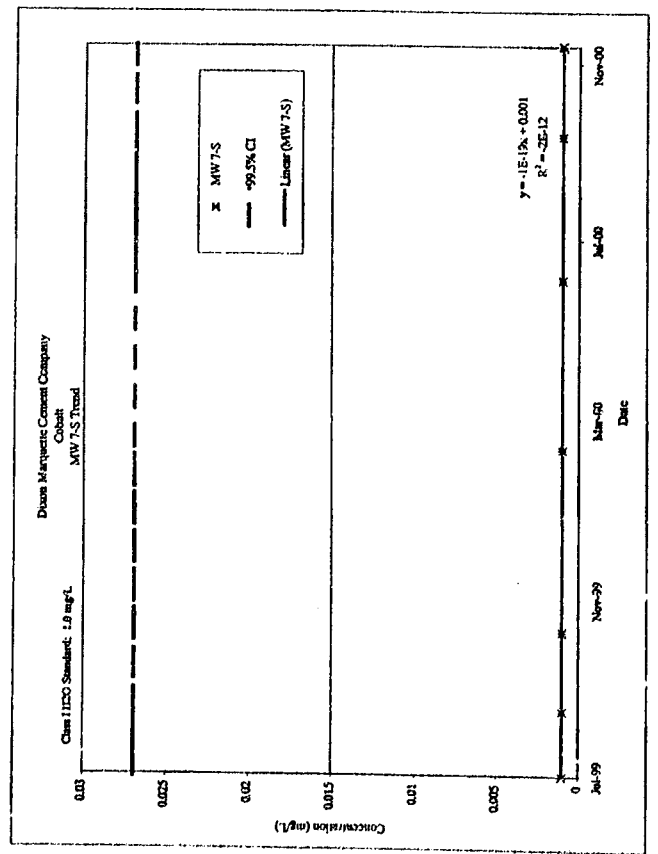 Dixon Marquette Cement Company
Cobalt
MW 7-S Trend
Class I H2O Standard: 1.0 mg/L
0.03
0.025
0.02
0.015
0.01
0.005
0
Concentration (mg/L)
MW 7-S
+99.5% CI
Linear (MW 7-S)
y = -1E-19x + 0.001
R² = -2E-12
Jul-99
Nov-99
Mar-00
Jul-00
Nov-00
Date